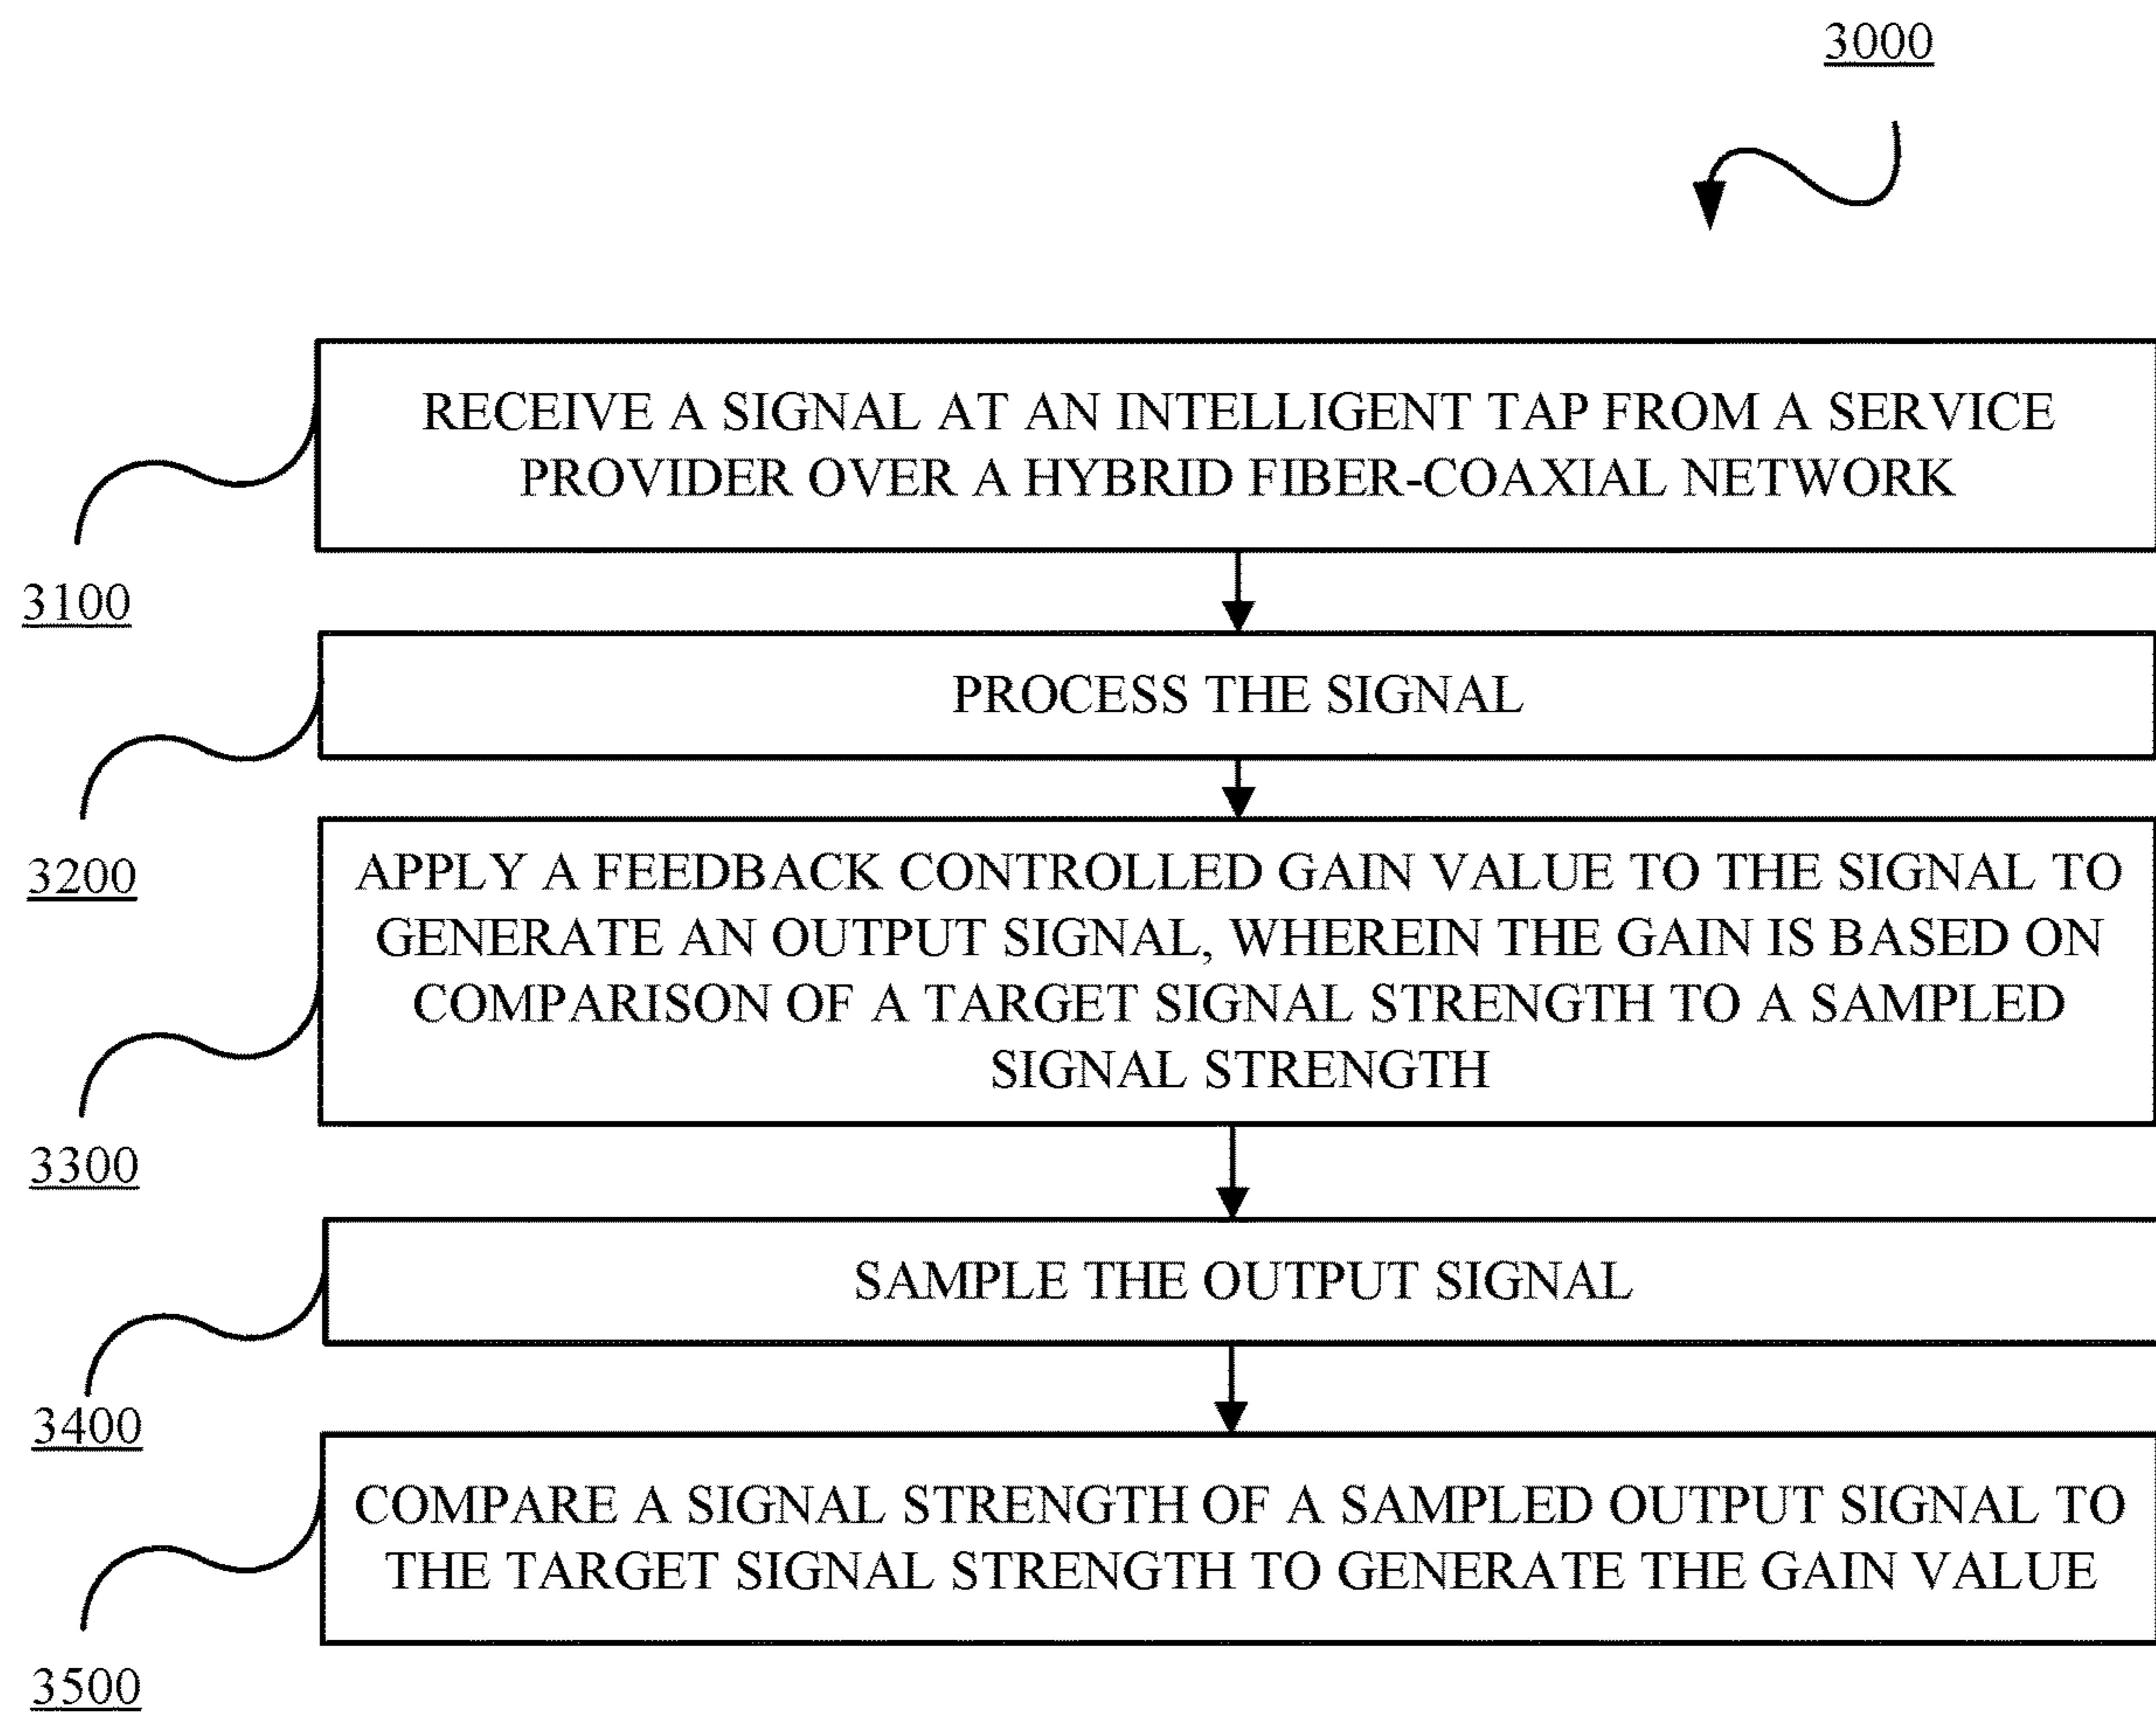 3000
RECEIVE A SIGNAL AT AN INTELLIGENT TAP FROM A SERVICE
PROVIDER OVER A HYBRID FIBER-COAXIAL NETWORK
3100
PROCESS THE SIGNAL
3200
APPLY A FEEDBACK CONTROLLED GAIN VALUE TO THE SIGNAL TO
GENERATE AN OUTPUT SIGNAL, WHEREIN THE GAIN IS BASED ON
COMPARISON OF A TARGET SIGNAL STRENGTH TO A SAMPLED
SIGNAL STRENGTH
3300
SAMPLE THE OUTPUT SIGNAL
3400
COMPARE A SIGNAL STRENGTH OF A SAMPLED OUTPUT SIGNAL TO
THE TARGET SIGNAL STRENGTH TO GENERATE THE GAIN VALUE
3500